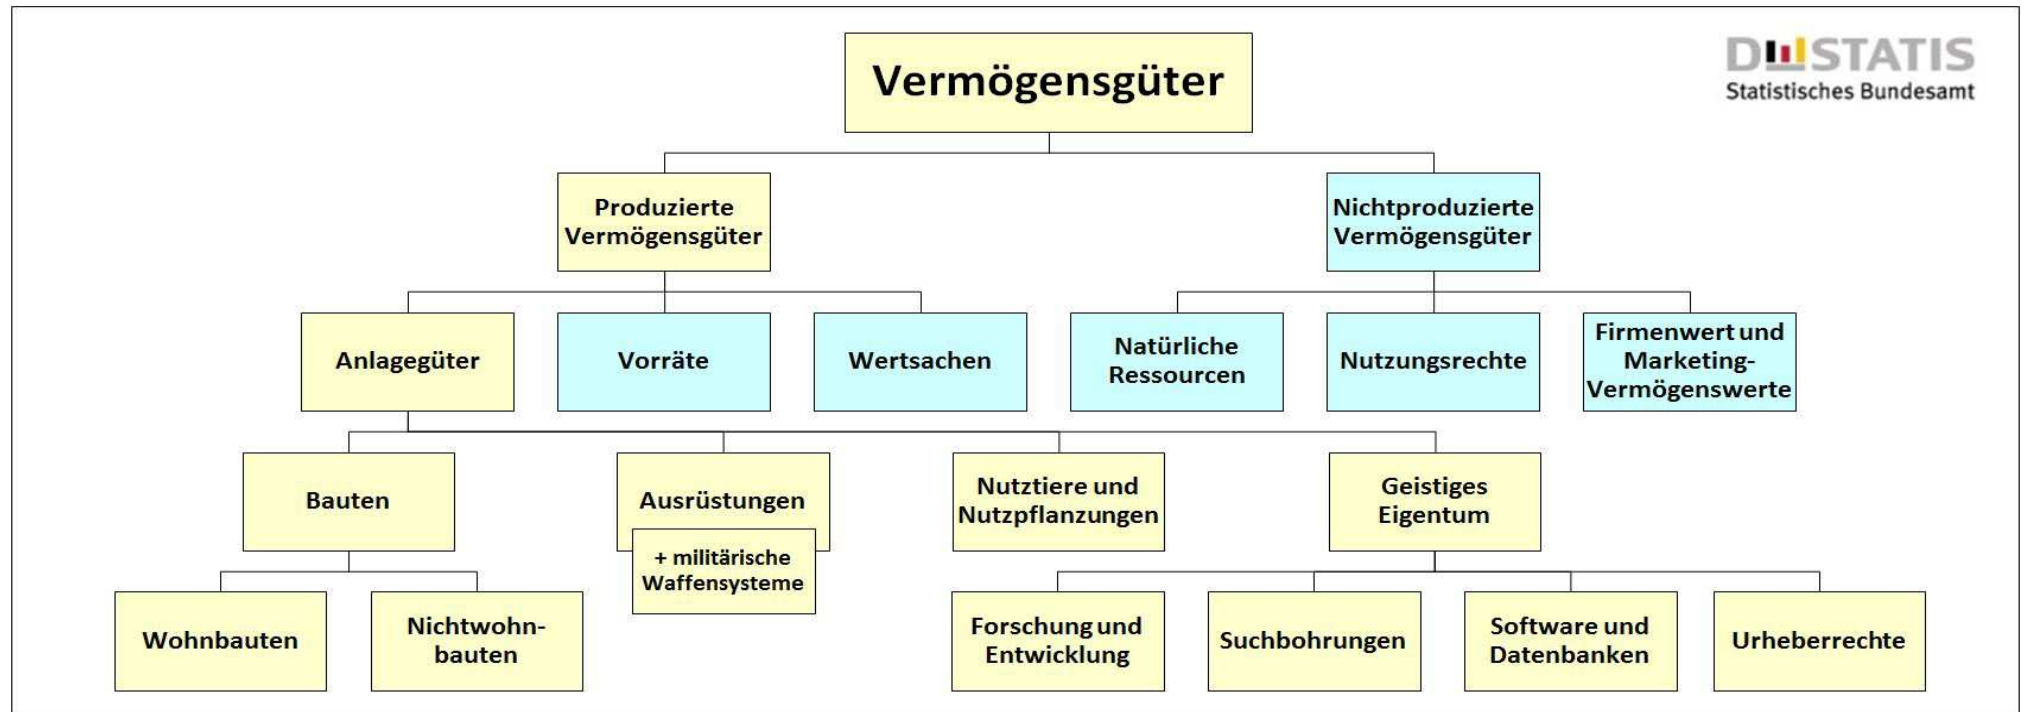 Vermögensgüter
DESTATIS
Statistisches Bundesamt
Produzierte
Vermögensgüter
Nichtproduzierte
Vermögensgüter
Anlagegüter
Vorräte
Wertsachen
Natürliche
Ressourcen
Nutzungsrechte
Firmenwert und
Marketing-
Vermögenswerte
Bauten
Ausrüstungen
+ militärische
Waffensysteme
Nutztiere und
Nutzpflanzungen
Geistiges
Eigentum
Wohnbauten
Nichtwohn-
bauten
Forschung und
Entwicklung
Suchbohrungen
Software und
Datenbanken
Urheberrechte